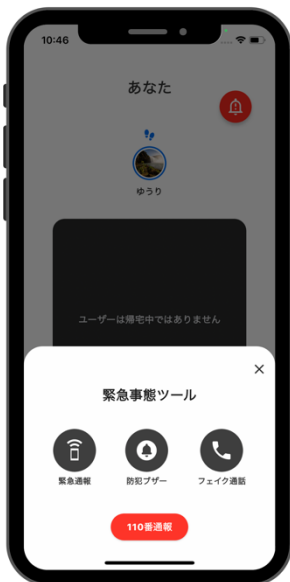 10:46
あなた
ゆうり
ユーザーは帰宅中ではありません
緊急事態ツール
緊急通報
防犯ブザー
フェイク通話
110番通報